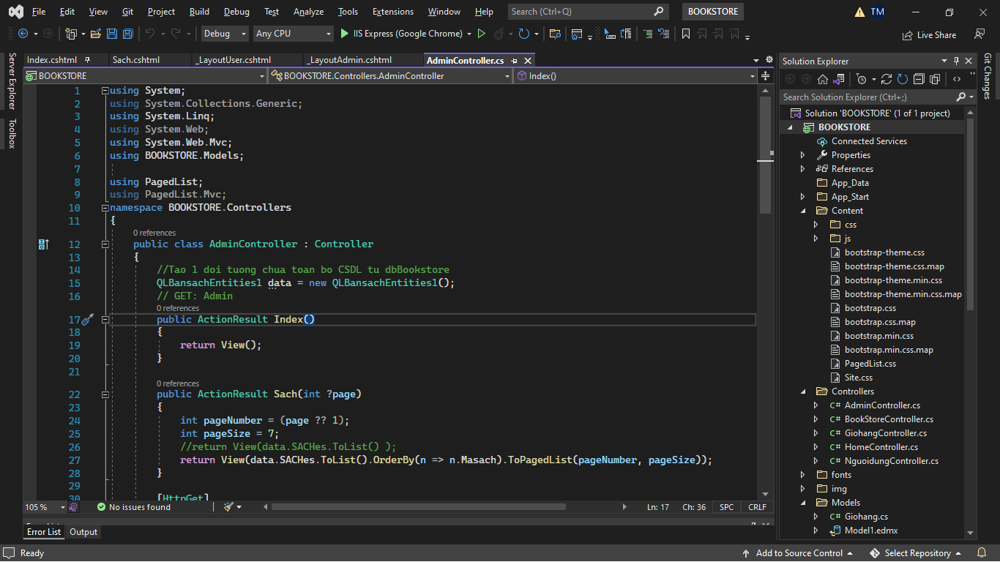 File Edit View Git Project Build Debug Test Analyze Tools Extensions Window Help Search (Ctrl+Q) BOOKSTORE TM
Debug Any CPU IIS Express (Google Chrome) Live Share
Index.cshtml Sach.cshtml _LayoutUser.cshtml _LayoutAdmin.cshtml AdminController.cs
BOOKSTORE BOOKSTORE.Controllers.AdminController Index()
Server Explorer
Toolbox
1 using System;
2 using System.Collections.Generic;
3 using System.Linq;
4 using System.Web;
5 using System.Web.Mvc;
6 using BOOKSTORE.Models;
7
8 using PagedList;
9 using PagedList.Mvc;
10 namespace BOOKSTORE.Controllers
11 {
0 references
12 public class AdminController : Controller
13 {
14 //Tao 1 doi tuong chua toan bo CSDL tu dbBookstore
15 QLBansachEntities1 data = new QLBansachEntities1();
16 // GET: Admin
0 references
17 public ActionResult Index()
18 {
19 return View();
20 }
21
0 references
22 public ActionResult Sach(int ?page)
23 {
24 int pageNumber = (page ?? 1);
25 int pageSize = 7;
26 //return View(data.SACHes.ToList() );
27 return View(data.SACHes.ToList().OrderBy(n => n.Masach).ToPagedList(pageNumber, pageSize));
28 }
29
30 [HttpGet]
105 % No issues found Ln: 17 Ch: 36 SPC CRLF
Error List Output
Solution Explorer
Search Solution Explorer (Ctrl+;)
Solution 'BOOKSTORE' (1 of 1 project)
BOOKSTORE
Connected Services
Properties
References
App_Data
App_Start
Content
css
js
bootstrap-theme.css
bootstrap-theme.css.map
bootstrap-theme.min.css
bootstrap-theme.min.css.map
bootstrap.css
bootstrap.css.map
bootstrap.min.css
bootstrap.min.css.map
PagedList.css
Site.css
Controllers
C# AdminController.cs
C# BookStoreController.cs
C# GiohangController.cs
C# HomeController.cs
C# NguoidungController.cs
fonts
img
Models
C# Giohang.cs
Model1.edmx
Git Changes
Ready Add to Source Control Select Repository